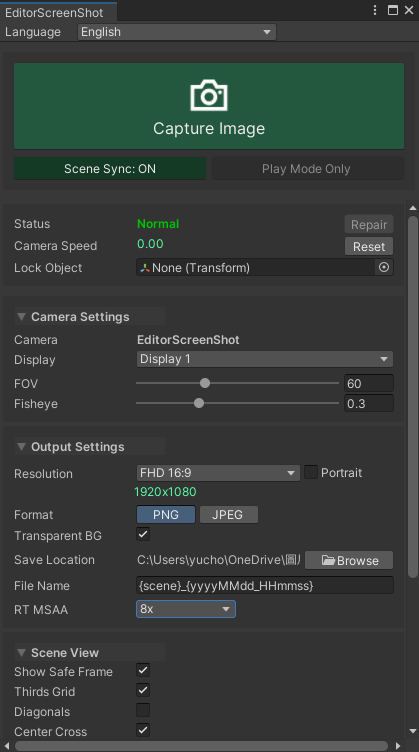 EditorScreenShot
Language English
Capture Image
Scene Sync: ON Play Mode Only
Status Normal Repair
Camera Speed 0.00 Reset
Lock Object None (Transform)
Camera Settings
Camera EditorScreenShot
Display Display 1
FOV 60
Fisheye 0.3
Output Settings
Resolution FHD 16:9 Portrait
1920x1080
Format PNG JPEG
Transparent BG
Save Location C:\Users\yucho\OneDrive\圖 Browse
File Name {scene}_{yyyyMMdd_HHmmss}
RT MSAA 8x
Scene View
Show Safe Frame
Thirds Grid
Diagonals
Center Cross